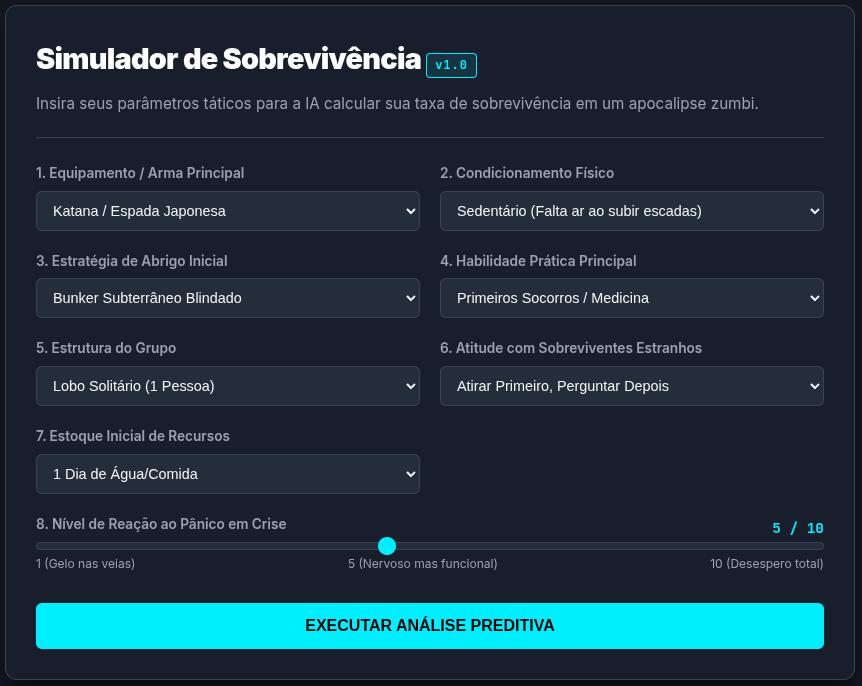 Simulador de Sobrevivência v1.0
Insira seus parâmetros táticos para a IA calcular sua taxa de sobrevivência em um apocalipse zumbi.
1. Equipamento / Arma Principal
Katana / Espada Japonesa
2. Condicionamento Físico
Sedentário (Falta ar ao subir escadas)
3. Estratégia de Abrigo Inicial
Bunker Subterrâneo Blindado
4. Habilidade Prática Principal
Primeiros Socorros / Medicina
5. Estrutura do Grupo
Lobo Solitário (1 Pessoa)
6. Atitude com Sobreviventes Estranhos
Atirar Primeiro, Perguntar Depois
7. Estoque Inicial de Recursos
1 Dia de Água/Comida
8. Nível de Reação ao Pânico em Crise
5 / 10
1 (Gelo nas veias)
5 (Nervoso mas funcional)
10 (Desespero total)
EXECUTAR ANÁLISE PREDITIVA